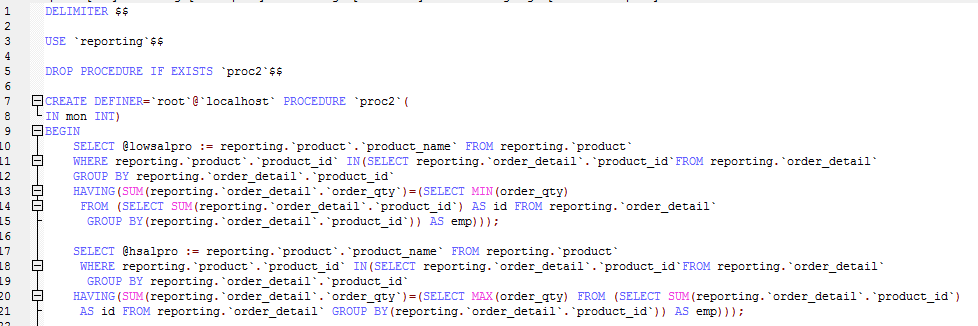 1 DELIMITER $$
2
3 USE `reporting`$$
4
5 DROP PROCEDURE IF EXISTS `proc2`$$
6
7 CREATE DEFINER=`root`@`localhost` PROCEDURE `proc2`(
8 IN mon INT)
9 BEGIN
10 SELECT @lowsalpro := reporting.`product`.`product_name` FROM reporting.`product`
11 WHERE reporting.`product`.`product_id` IN(SELECT reporting.`order_detail`.`product_id`FROM reporting.`order_detail`
12 GROUP BY reporting.`order_detail`.`product_id`
13 HAVING(SUM(reporting.`order_detail`.`order_qty`)=(SELECT MIN(order_qty)
14 FROM (SELECT SUM(reporting.`order_detail`.`product_id`) AS id FROM reporting.`order_detail`
15 GROUP BY(reporting.`order_detail`.`product_id`)) AS emp)));
16
17 SELECT @hsalpro := reporting.`product`.`product_name` FROM reporting.`product`
18 WHERE reporting.`product`.`product_id` IN(SELECT reporting.`order_detail`.`product_id`FROM reporting.`order_detail`
19 GROUP BY reporting.`order_detail`.`product_id`
20 HAVING(SUM(reporting.`order_detail`.`order_qty`)=(SELECT MAX(order_qty) FROM (SELECT SUM(reporting.`order_detail`.`product_id`)
21 AS id FROM reporting.`order_detail` GROUP BY(reporting.`order_detail`.`product_id`)) AS emp)));